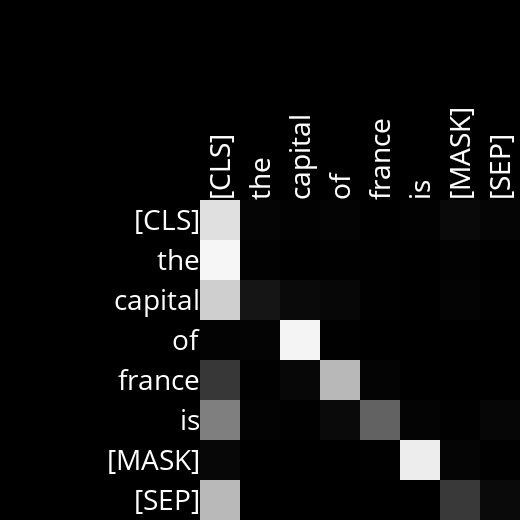 [CLS] the capital of france is [MASK] [SEP]
[CLS]
the
capital
of
france
is
[MASK]
[SEP]